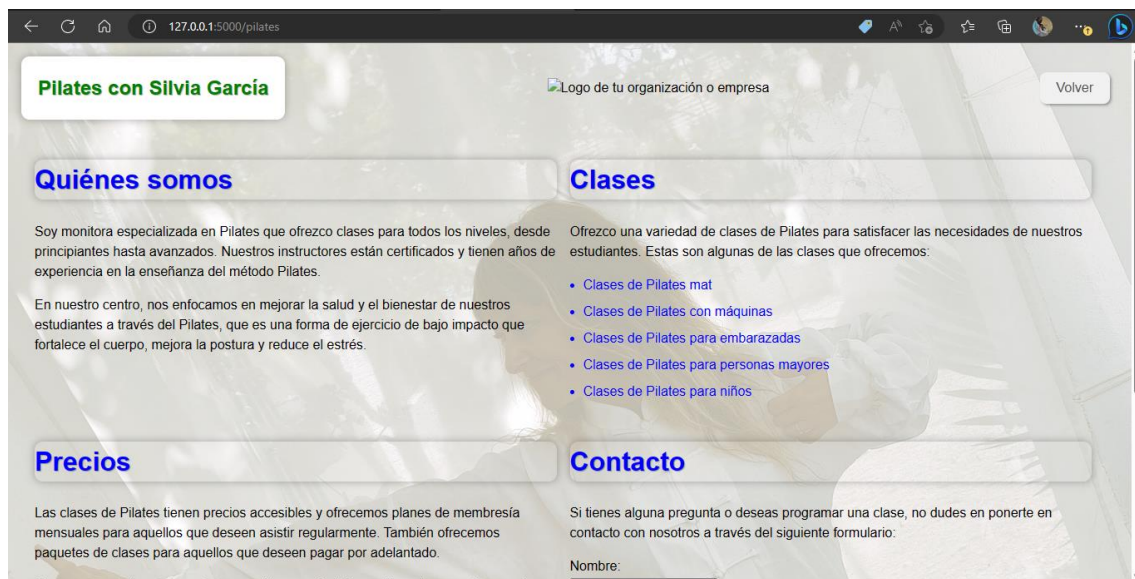 127.0.0.1:5000/pilates
Pilates con Silvia García
Logo de tu organización o empresa
Volver
Quiénes somos
Soy monitora especializada en Pilates que ofrezco clases para todos los niveles, desde
principiantes hasta avanzados. Nuestros instructores están certificados y tienen años de
experiencia en la enseñanza del método Pilates.
En nuestro centro, nos enfocamos en mejorar la salud y el bienestar de nuestros
estudiantes a través del Pilates, que es una forma de ejercicio de bajo impacto que
fortalece el cuerpo, mejora la postura y reduce el estrés.
Clases
Ofrezco una variedad de clases de Pilates para satisfacer las necesidades de nuestros
estudiantes. Estas son algunas de las clases que ofrecemos:
• Clases de Pilates mat
• Clases de Pilates con máquinas
• Clases de Pilates para embarazadas
• Clases de Pilates para personas mayores
• Clases de Pilates para niños
Precios
Las clases de Pilates tienen precios accesibles y ofrecemos planes de membresía
mensuales para aquellos que deseen asistir regularmente. También ofrecemos
paquetes de clases para aquellos que deseen pagar por adelantado.
Contacto
Si tienes alguna pregunta o deseas programar una clase, no dudes en ponerte en
contacto con nosotros a través del siguiente formulario:
Nombre: